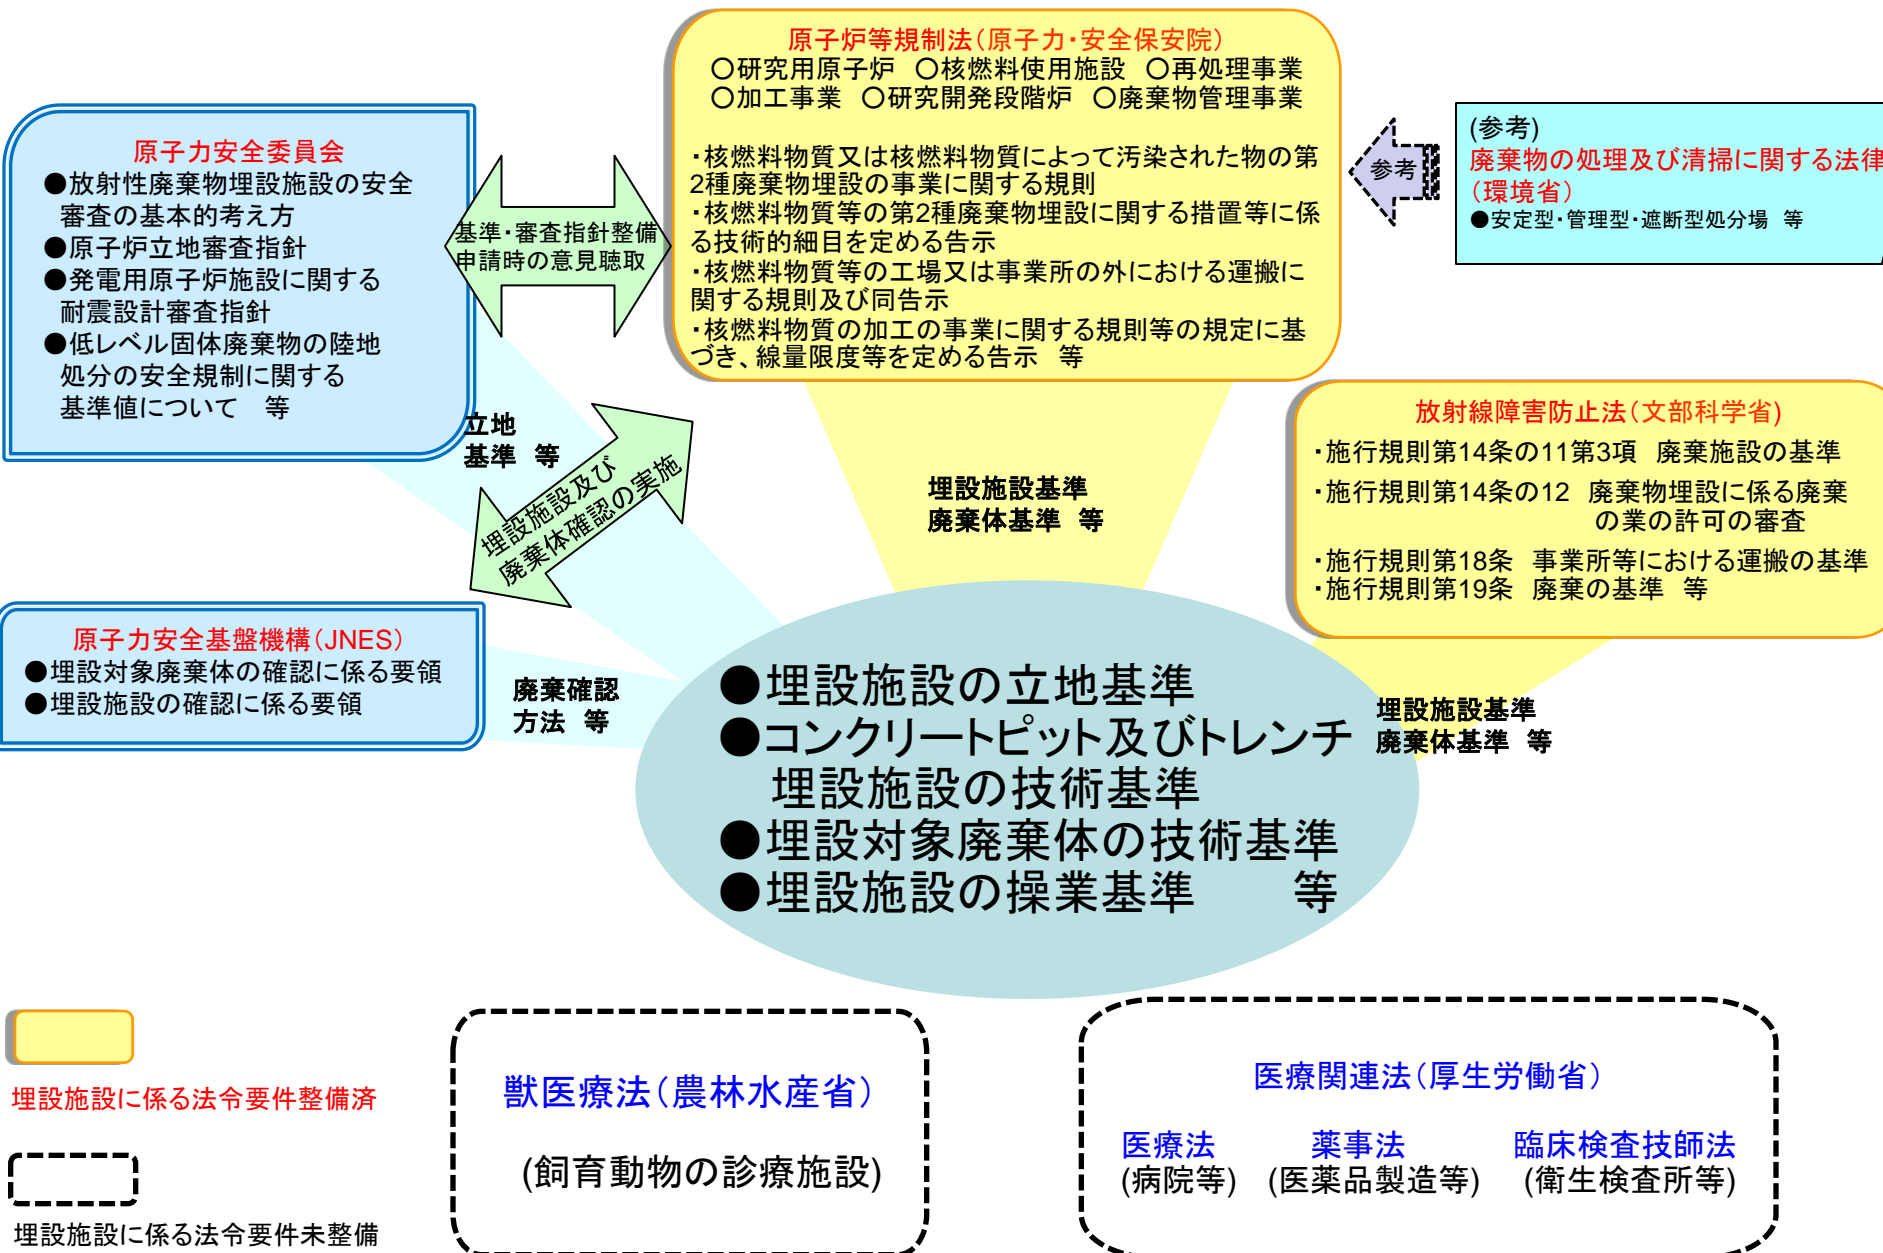 原子炉等規制法(原子力・安全保安院)
○研究用原子炉　○核燃料使用施設　○再処理事業
○加工事業　○研究開発段階炉　○廃棄物管理事業
・核燃料物質又は核燃料物質によって汚染された物の第
2種廃棄物埋設の事業に関する規則
・核燃料物質等の第2種廃棄物埋設に関する措置等に係
る技術的細目を定める告示
・核燃料物質等の工場又は事業所の外における運搬に
関する規則及び同告示
・核燃料物質の加工の事業に関する規則等の規定に基
づき、線量限度等を定める告示　等
原子力安全委員会
●放射性廃棄物埋設施設の安全
審査の基本的考え方
●原子炉立地審査指針
●発電用原子炉施設に関する
耐震設計審査指針
●低レベル固体廃棄物の陸地
処分の安全規制に関する
基準値について　等
基準・審査指針整備
申請時の意見聴取
参考
(参考)
廃棄物の処理及び清掃に関する法律
(環境省)
●安定型・管理型・遮断型処分場　等
立地
基準　等
埋設施設及び
廃棄体確認の実施
埋設施設基準
廃棄体基準　等
放射線障害防止法(文部科学省)
・施行規則第14条の11第3項　廃棄施設の基準
・施行規則第14条の12　廃棄物埋設に係る廃棄
の業の許可の審査
・施行規則第18条　事業所等における運搬の基準
・施行規則第19条　廃棄の基準　等
原子力安全基盤機構(JNES)
●埋設対象廃棄体の確認に係る要領
●埋設施設の確認に係る要領
廃棄確認
方法　等
埋設施設基準
廃棄体基準　等
●埋設施設の立地基準
●コンクリートピット及びトレンチ
埋設施設の技術基準
●埋設対象廃棄体の技術基準
●埋設施設の操業基準　　等
埋設施設に係る法令要件整備済
埋設施設に係る法令要件未整備
獣医療法(農林水産省)
(飼育動物の診療施設)
医療関連法(厚生労働省)
医療法　薬事法　臨床検査技師法
(病院等)　(医薬品製造等)　(衛生検査所等)